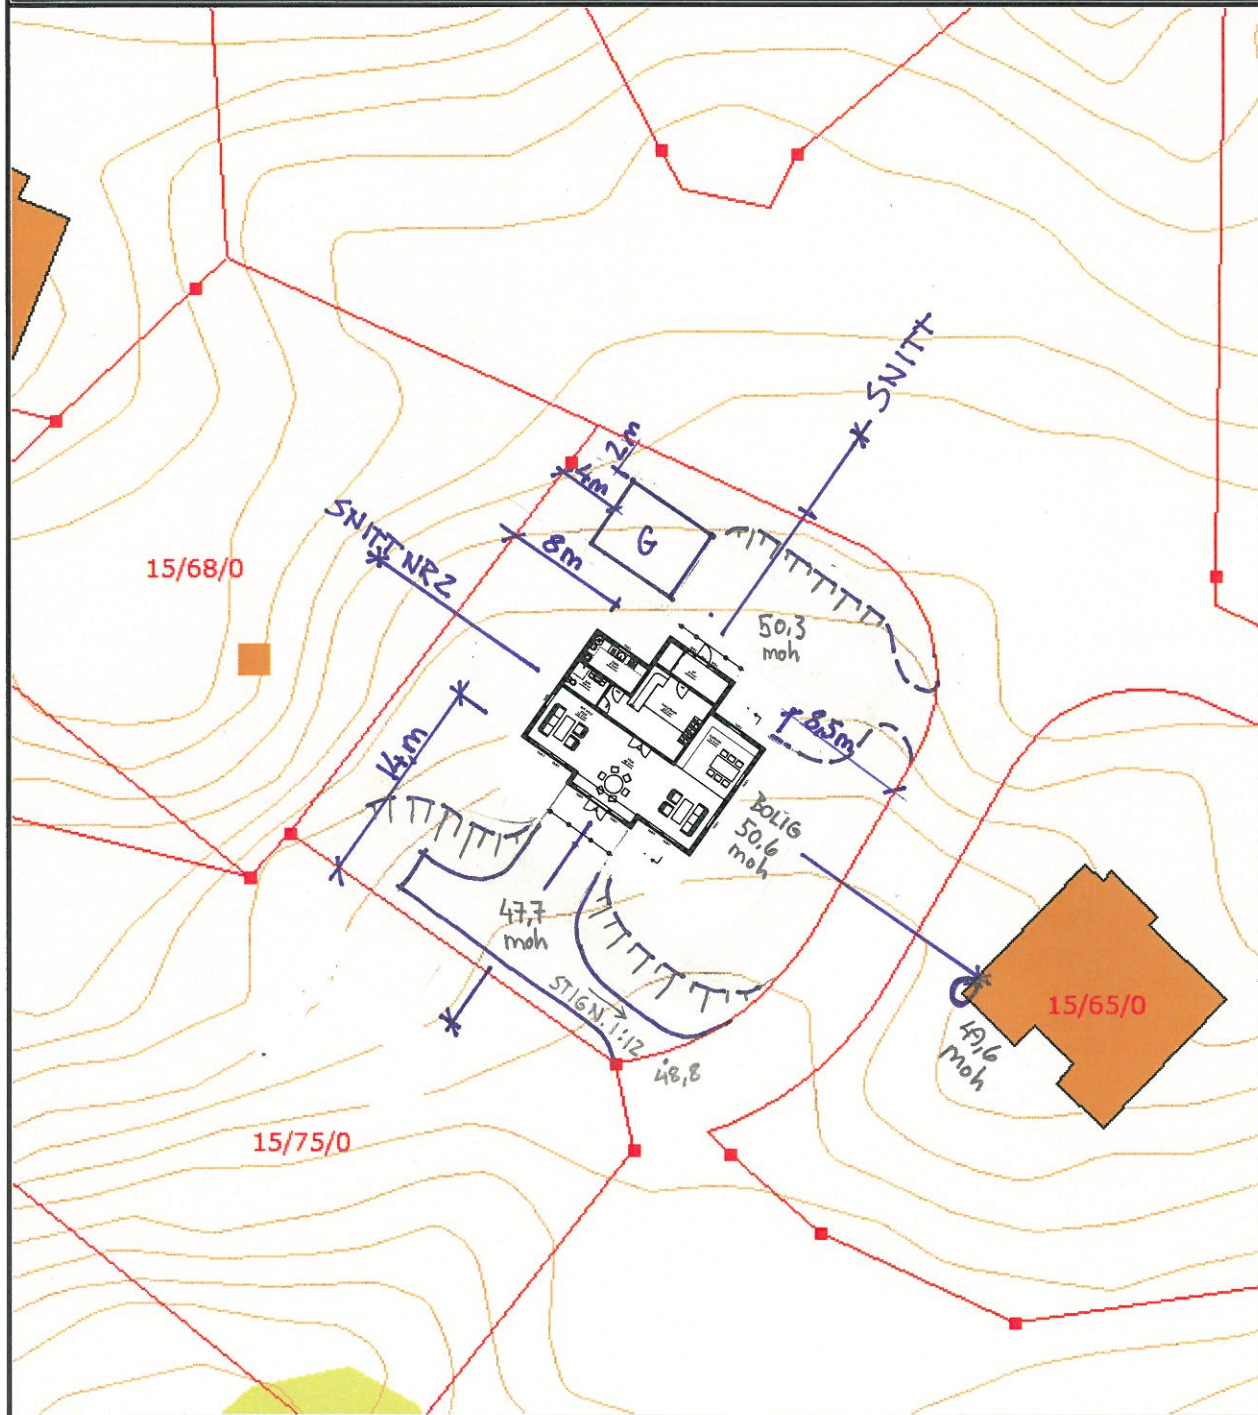 SNITT
2m
4m
SNITT NR2
G
8m
15/68/0
50,3
moh
8,5m
14m
BOLIG
50,6
moh
47,7
moh
STIGN. 1:12
15/65/0
49,6
moh
48,8
15/75/0